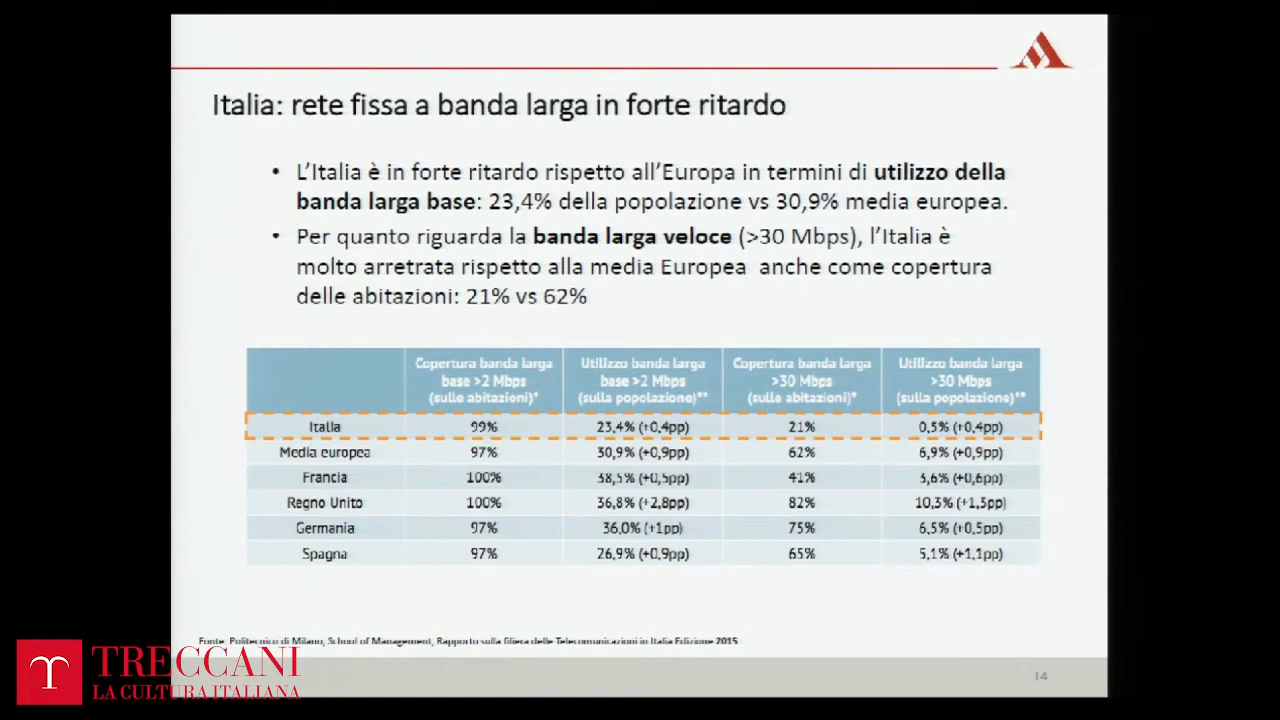 Italia: rete fissa a banda larga in forte ritardo
• L'Italia è in forte ritardo rispetto all'Europa in termini di utilizzo della
banda larga base: 23,4% della popolazione vs 30,9% media europea.
• Per quanto riguarda la banda larga veloce (>30 Mbps), l'Italia è
molto arretrata rispetto alla media Europea anche come copertura
delle abitazioni: 21% vs 62%
Copertura banda larga base >2 Mbps (sulle abitazioni)* Utilizzo banda larga base >2 Mbps (sulla popolazione)** Copertura banda larga >30 Mbps (sulle abitazioni)* Utilizzo banda larga >30 Mbps (sulla popolazione)**
Italia 99% 23,4% (+0,4pp) 21% 0,5% (+0,4pp)
Media europea 97% 30,9% (+0,9pp) 62% 6,9% (+0,9pp)
Francia 100% 38,5% (+0,5pp) 41% 3,6% (+0,6pp)
Regno Unito 100% 36,8% (+2,8pp) 82% 10,3% (+1,3pp)
Germania 97% 36,0% (+1pp) 75% 6,5% (+0,5pp)
Spagna 97% 26,9% (+0,9pp) 65% 5,1% (+1,1pp)
Fonte: Politecnico di Milano, School of Management, Rapporto sulla filiera delle Telecomunicazioni in Italia Edizione 2015
14
TRECCANI
LA CULTURA ITALIANA